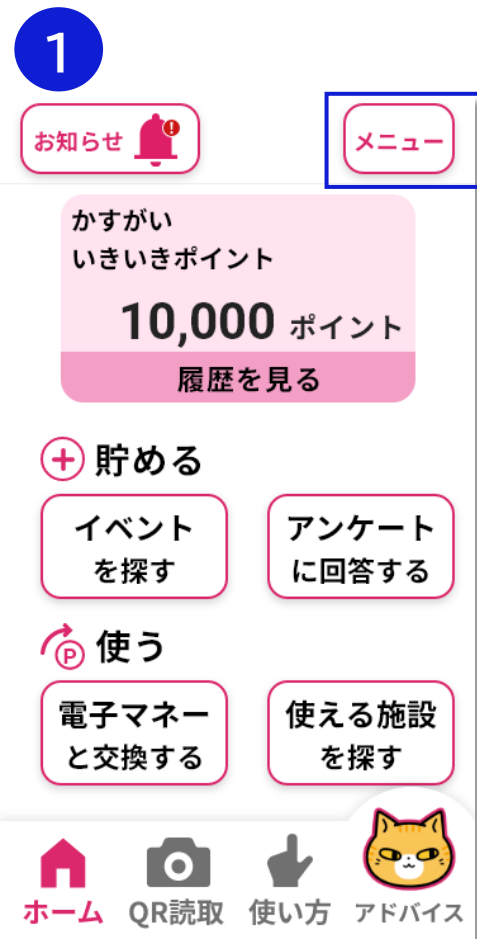 1
お知らせ
メニュー
かすがい
いきいきポイント
10,000 ポイント
履歴を見る
貯める
イベント
を探す
アンケート
に回答する
P
使う
電子マネー
と交換する
使える施設
を探す
ホーム
QR読取
使い方
アドバイス